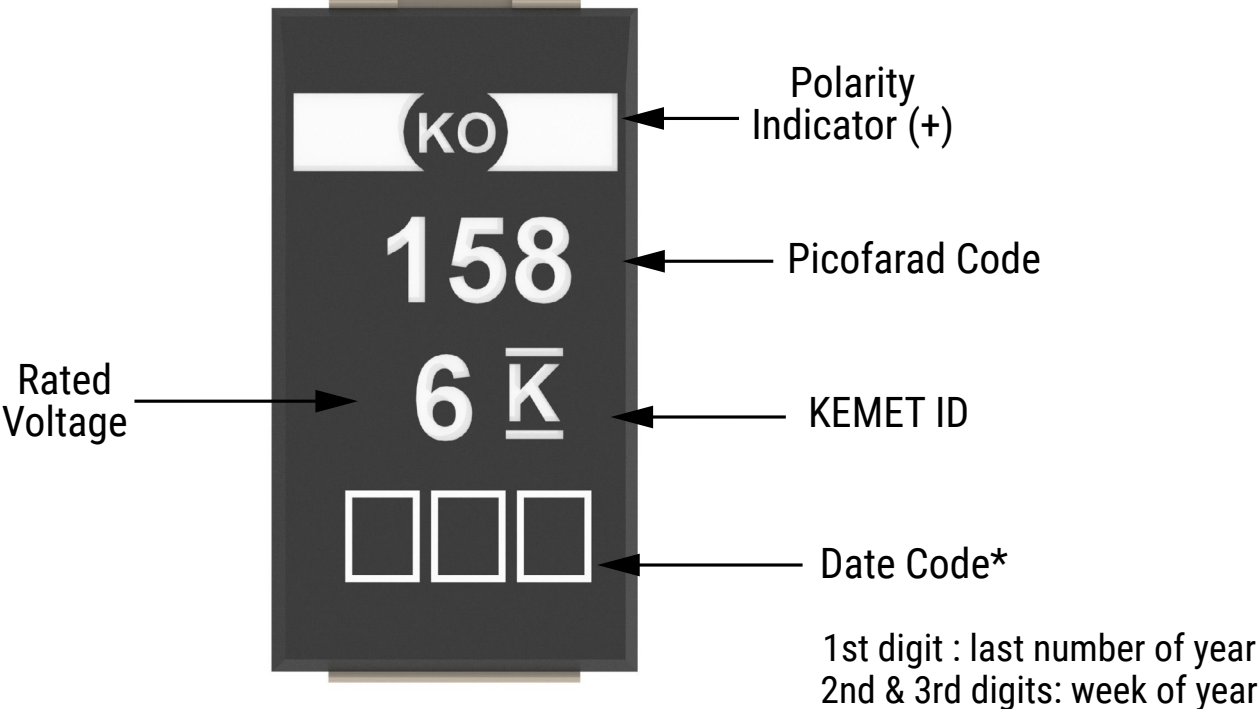 Polarity
Indicator (+)
KO
158
Picofarad Code
Rated
Voltage
6 K
KEMET ID
Date Code*
1st digit : last number of year
2nd & 3rd digits: week of year